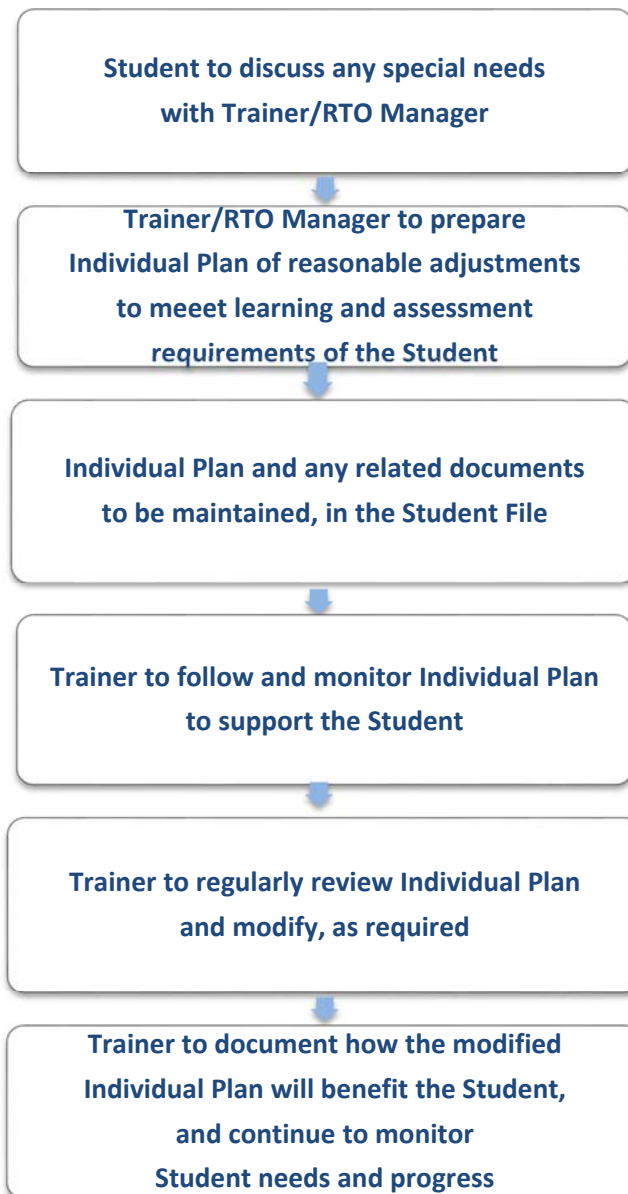 Student to discuss any special needs
with Trainer/RTO Manager
Trainer/RTO Manager to prepare
Individual Plan of reasonable adjustments
to meeet learning and assessment
requirements of the Student
Individual Plan and any related documents
to be maintained, in the Student File
Trainer to follow and monitor Individual Plan
to support the Student
Trainer to regularly review Individual Plan
and modify, as required
Trainer to document how the modified
Individual Plan will benefit the Student,
and continue to monitor
Student needs and progress